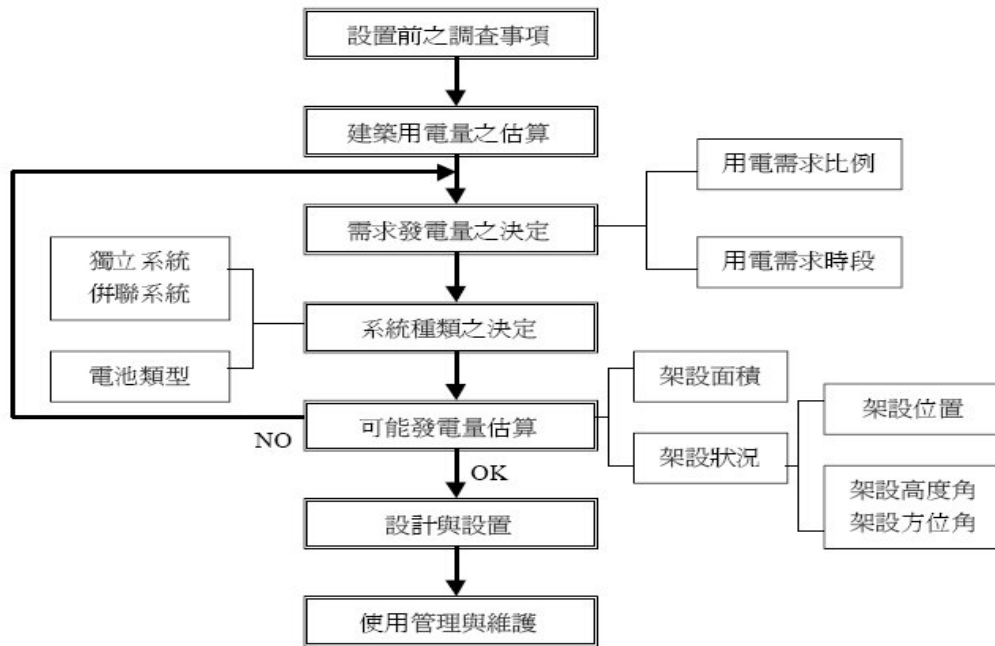 設置前之調查事項
建築用電量之估算
用電需求比例
需求發電量之決定
用電需求時段
獨立系統
併聯系統
系統種類之決定
電池類型
架設面積
架設位置
可能發電量估算
NO
架設狀況
OK
架設高度角
架設方位角
設計與設置
使用管理與維護